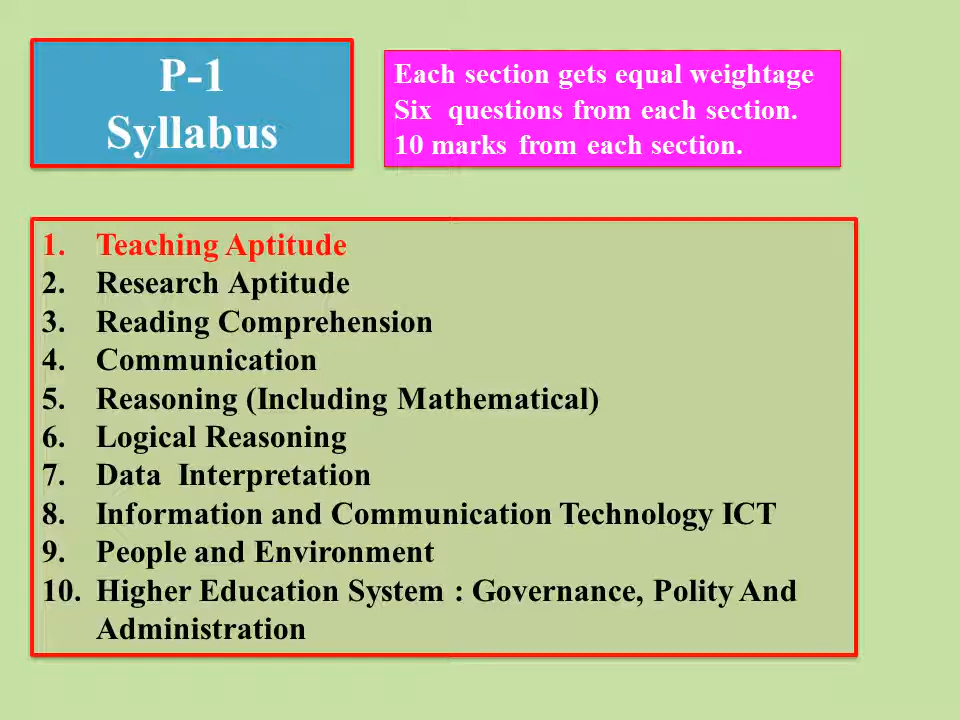 P-1
Syllabus
Each section gets equal weightage
Six questions from each section.
10 marks from each section.
1. Teaching Aptitude
2. Research Aptitude
3. Reading Comprehension
4. Communication
5. Reasoning (Including Mathematical)
6. Logical Reasoning
7. Data Interpretation
8. Information and Communication Technology ICT
9. People and Environment
10. Higher Education System : Governance, Polity And
Administration